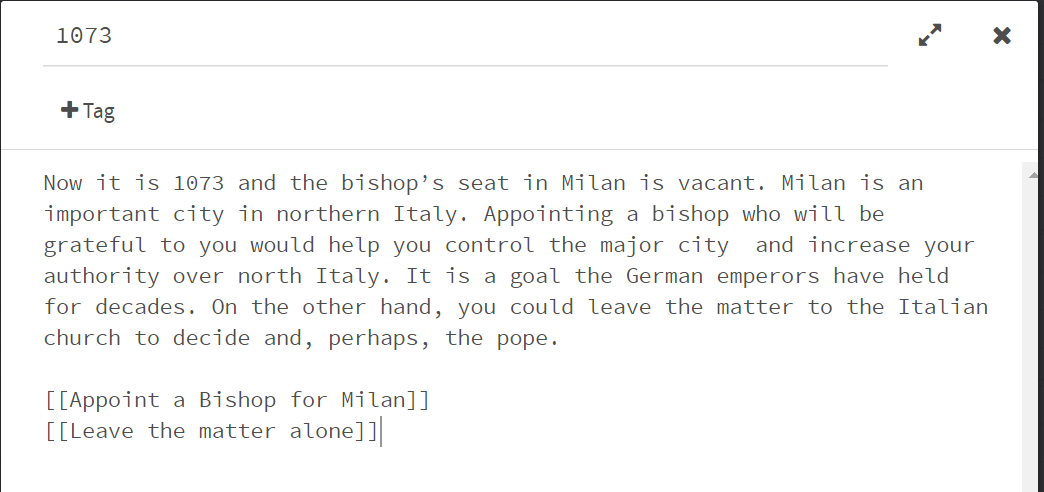 1073
Tag
Now it is 1073 and the bishop’s seat in Milan is vacant. Milan is an
important city in northern Italy. Appointing a bishop who will be
grateful to you would help you control the major city  and increase your
authority over north Italy. It is a goal the German emperors have held
for decades. On the other hand, you could leave the matter to the Italian
church to decide and, perhaps, the pope.
[[Appoint a Bishop for Milan]]
[[Leave the matter alone]]